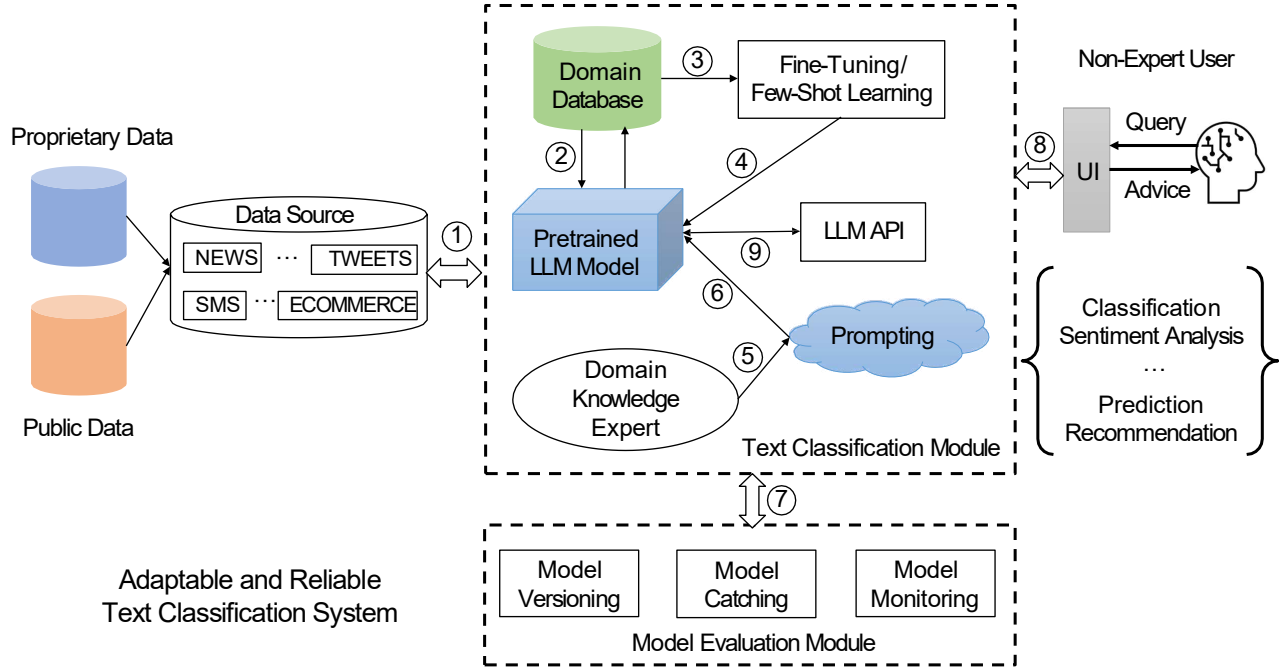 Proprietary Data
Public Data
Data Source
NEWS ... TWEETS
SMS ... ECOMMERCE
1
Domain
Database
2
3
Fine-Tuning/
Few-Shot Learning
4
Pretrained
LLM Model
9
LLM API
6
Prompting
5
Domain
Knowledge
Expert
Text Classification Module
7
Model
Versioning
Model
Catching
Model
Monitoring
Model Evaluation Module
8
Non-Expert User
UI
Query
Advice
Classification
Sentiment Analysis
...
Prediction
Recommendation
Adaptable and Reliable
Text Classification System